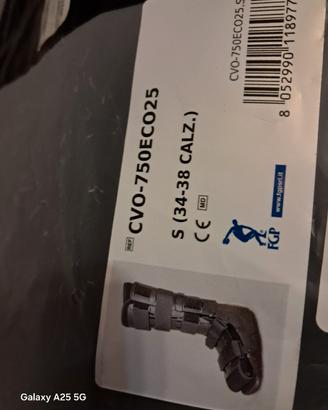 REF CVO-750ECO25
S (34-38 CALZ.)
CE MD
FGP
www.fgpsrl.it
CVO-750ECO25.S
8 052990 118977
Galaxy A25 5G